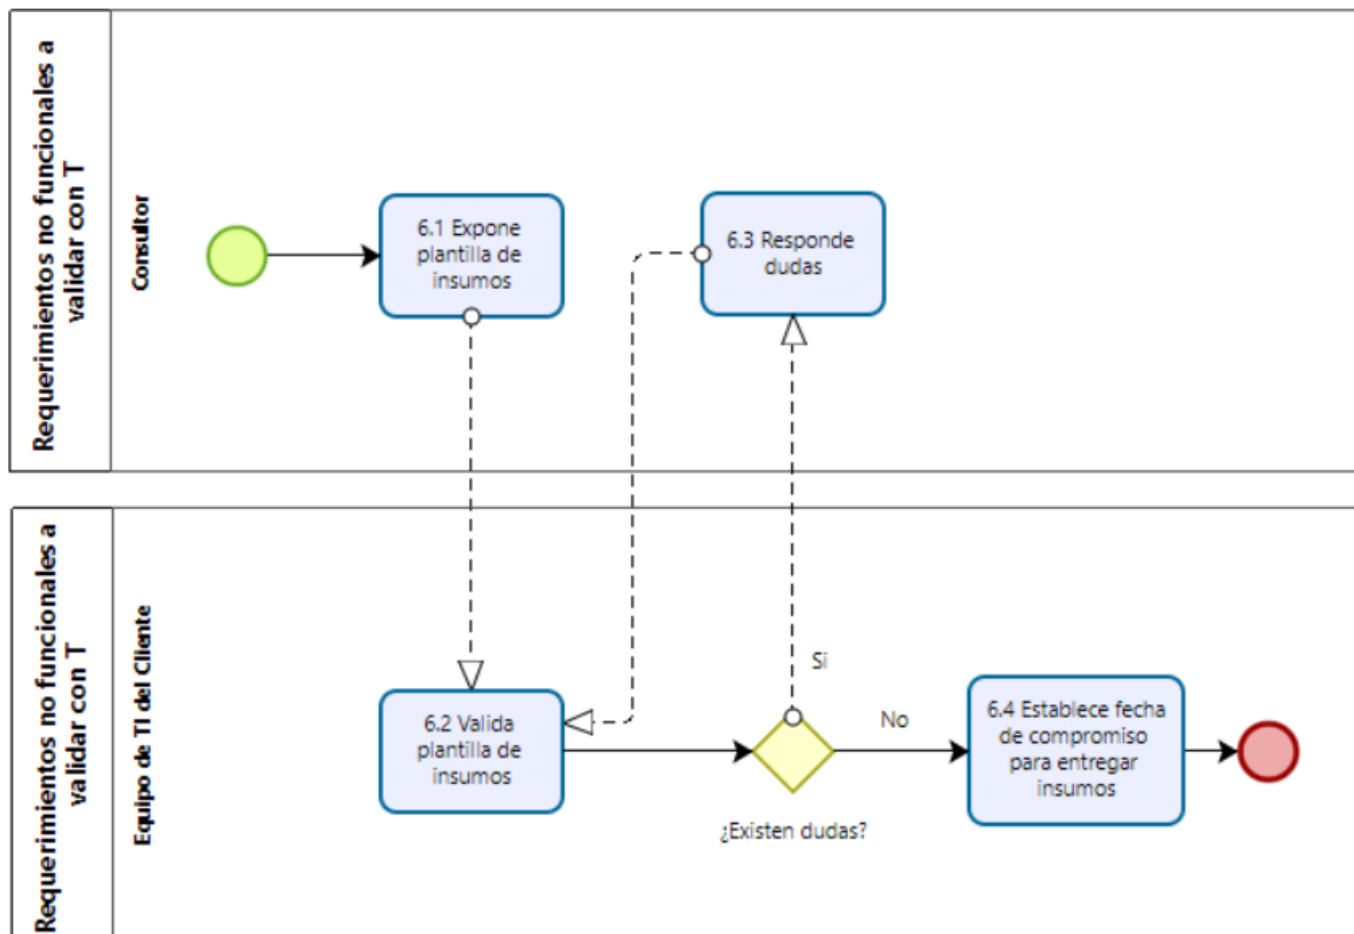 Requerimientos no funcionales a
validar con T
Consultor
6.1 Expone
plantilla de
insumos
6.3 Responde
dudas
Requerimientos no funcionales a
validar con T
Equipo de TI del Cliente
6.2 Valida
plantilla de
insumos
Si
No
¿Existen dudas?
6.4 Establece fecha
de compromiso
para entregar
insumos